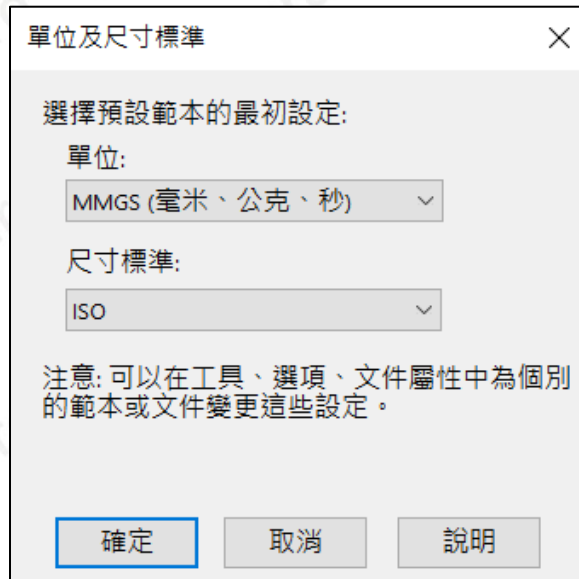 單位及尺寸標準
選擇預設範本的最初設定:
單位:
MMGS (毫米、公克、秒)
尺寸標準:
ISO
注意: 可以在工具、選項、文件屬性中為個別
的範本或文件變更這些設定。
確定 取消 說明